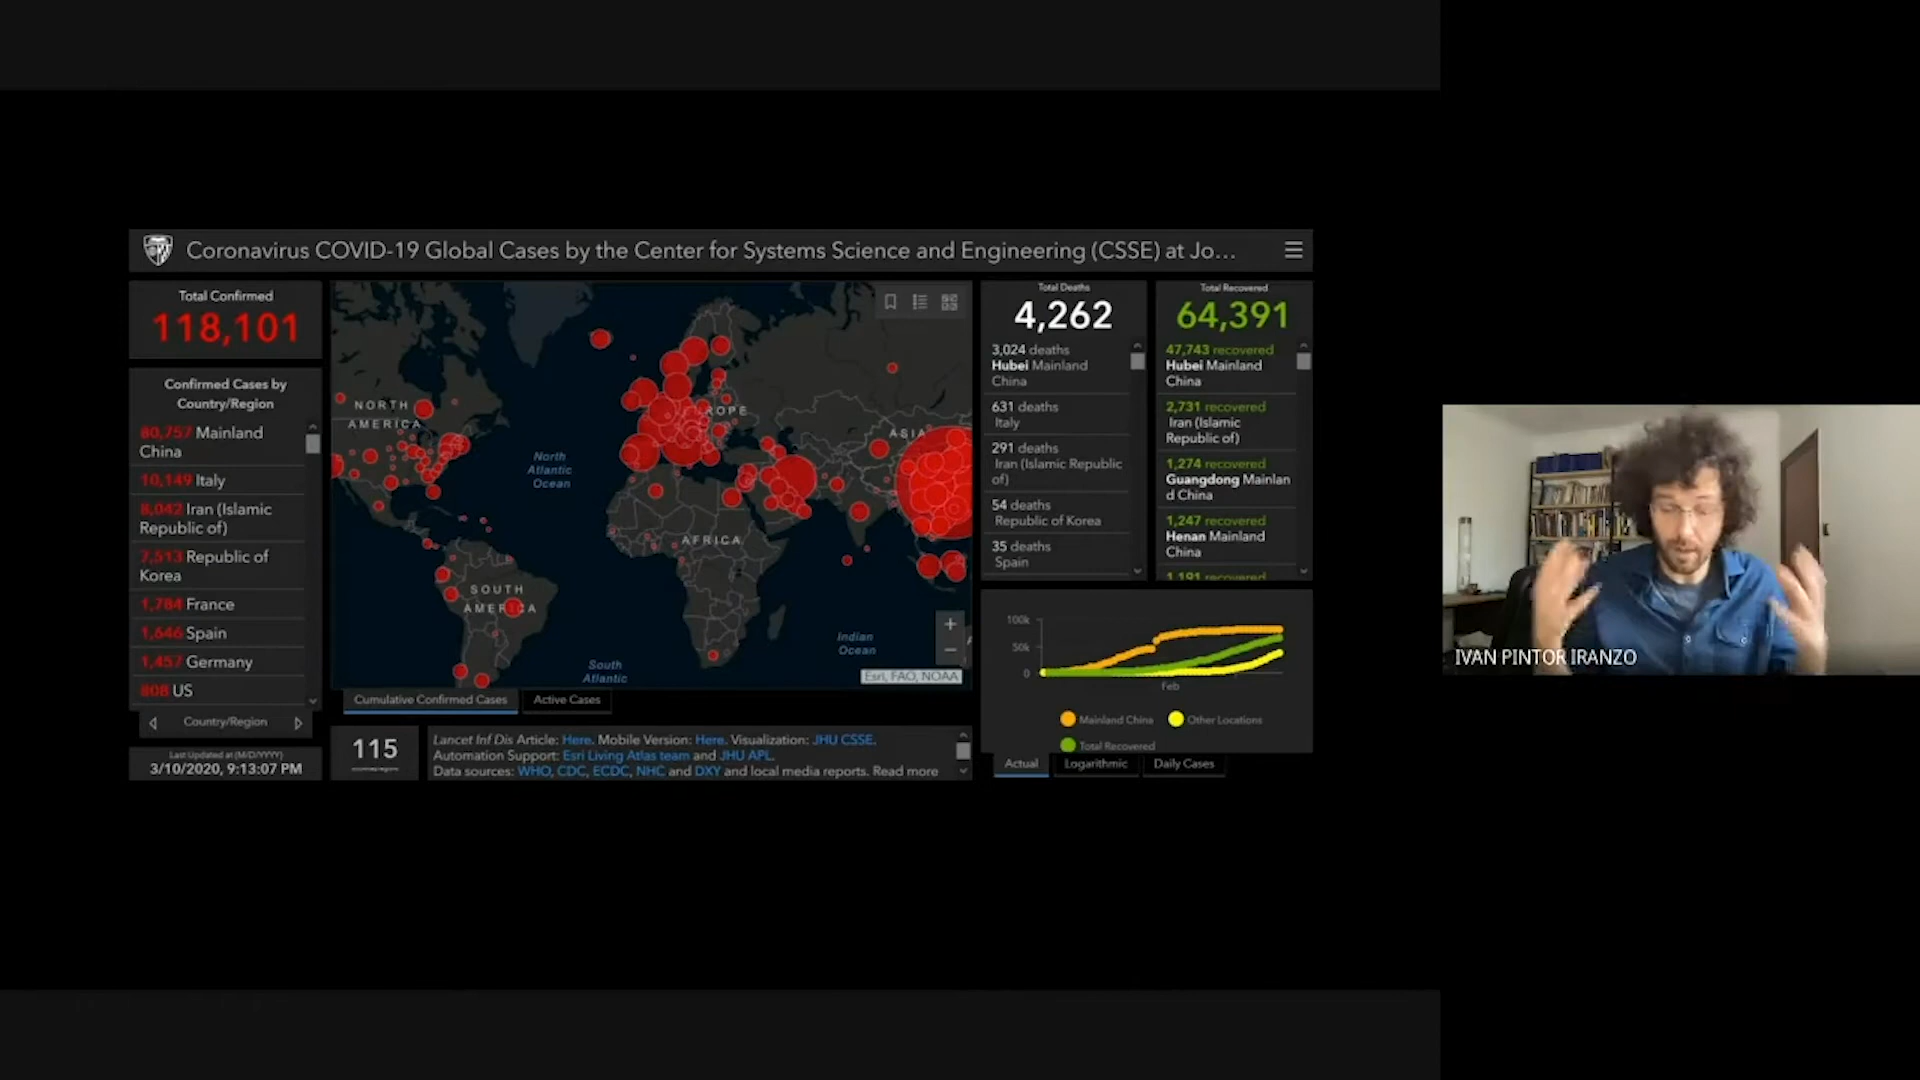 Coronavirus COVID-19 Global Cases by the Center for Systems Science and Engineering (CSSE) at Jo...
Total Confirmed
118,101
Confirmed Cases by
Country/Region
80,757 Mainland
China
10,149 Italy
8,042 Iran (Islamic
Republic of)
7,513 Republic of
Korea
1,784 France
1,646 Spain
1,457 Germany
808 US
Country/Region
Last Updated at (M/D/YYYY)
3/10/2020, 9:13:07 PM
NORTH
AMERICA
EUROPE
ASIA
North
Atlantic
Ocean
AFRICA
SOUTH
AMERICA
Indian
Ocean
South
Atlantic
A
+
−
Esri, FAO, NOAA
Cumulative Confirmed Cases
Active Cases
115
Lancet Inf Dis Article: Here. Mobile Version: Here. Visualization: JHU CSSE.
Automation Support: Esri Living Atlas team and JHU APL.
Data sources: WHO, CDC, ECDC, NHC and DXY and local media reports. Read more
Total Deaths
4,262
3,024 deaths
Hubei Mainland
China
631 deaths
Italy
291 deaths
Iran (Islamic Republic
of)
54 deaths
Republic of Korea
35 deaths
Spain
Total Recovered
64,391
47,743 recovered
Hubei Mainland
China
2,731 recovered
Iran (Islamic
Republic of)
1,274 recovered
Guangdong Mainlan
d China
1,247 recovered
Henan Mainland
China
1,191 recovered
100k
50k
0
Feb
Mainland China
Other Locations
Total Recovered
Actual
Logarithmic
Daily Cases
IVAN PINTOR IRANZO